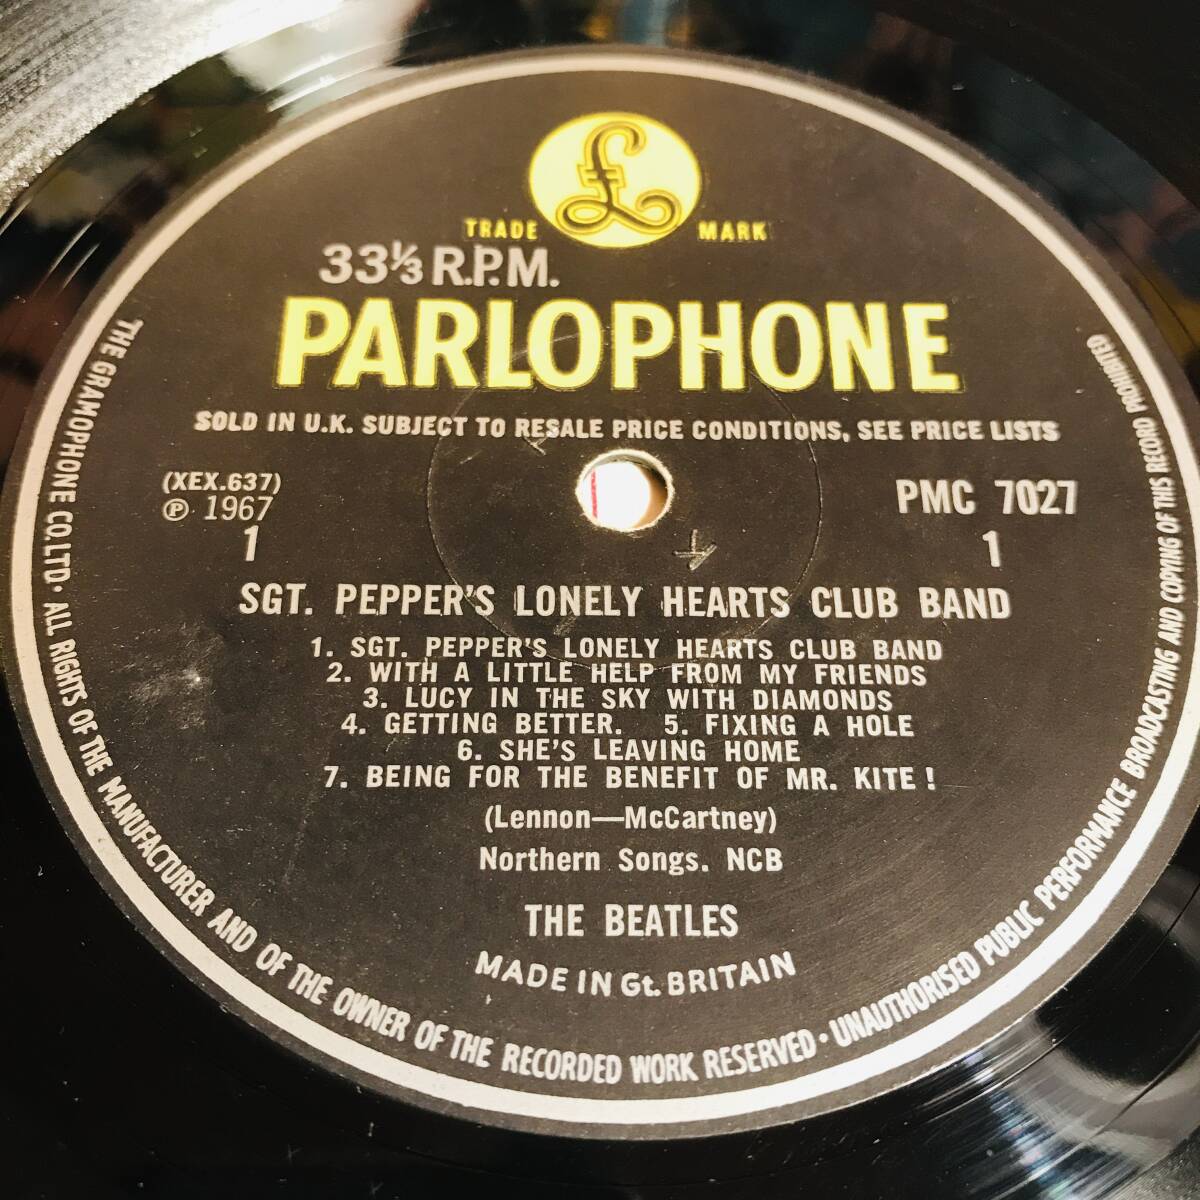 £
TRADE MARK
33⅓ R.P.M.
PARLOPHONE
SOLD IN U.K. SUBJECT TO RESALE PRICE CONDITIONS, SEE PRICE LISTS
(XEX.637)
℗ 1967
1
PMC 7027
1
SGT. PEPPER'S LONELY HEARTS CLUB BAND
1. SGT. PEPPER'S LONELY HEARTS CLUB BAND
2. WITH A LITTLE HELP FROM MY FRIENDS
3. LUCY IN THE SKY WITH DIAMONDS
4. GETTING BETTER. 5. FIXING A HOLE
6. SHE'S LEAVING HOME
7. BEING FOR THE BENEFIT OF MR. KITE !
(Lennon—McCartney)
Northern Songs. NCB
THE BEATLES
MADE IN Gt. BRITAIN
THE GRAMOPHONE CO. LTD· ALL RIGHTS OF THE MANUFACTURER AND OF THE OWNER OF THE RECORDED WORK RESERVED · UNAUTHORISED PUBLIC PERFORMANCE BROADCASTING AND COPYING OF THIS RECORD PROHIBITED